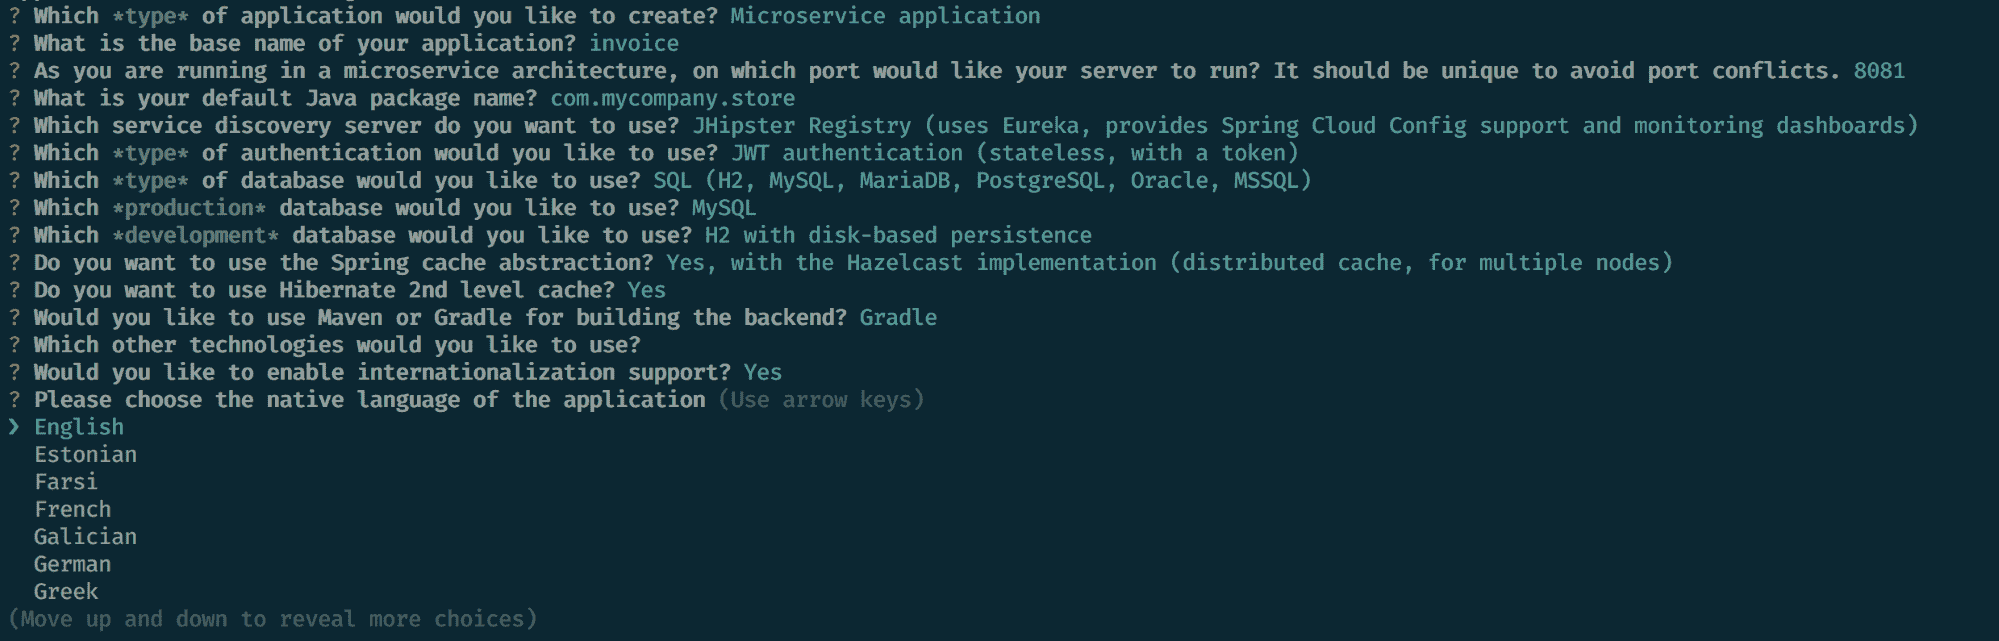 ? Which *type* of application would you like to create? Microservice application
? What is the base name of your application? invoice
? As you are running in a microservice architecture, on which port would like your server to run? It should be unique to avoid port conflicts. 8081
? What is your default Java package name? com.mycompany.store
? Which service discovery server do you want to use? JHipster Registry (uses Eureka, provides Spring Cloud Config support and monitoring dashboards)
? Which *type* of authentication would you like to use? JWT authentication (stateless, with a token)
? Which *type* of database would you like to use? SQL (H2, MySQL, MariaDB, PostgreSQL, Oracle, MSSQL)
? Which *production* database would you like to use? MySQL
? Which *development* database would you like to use? H2 with disk-based persistence
? Do you want to use the Spring cache abstraction? Yes, with the Hazelcast implementation (distributed cache, for multiple nodes)
? Do you want to use Hibernate 2nd level cache? Yes
? Would you like to use Maven or Gradle for building the backend? Gradle
? Which other technologies would you like to use?
? Would you like to enable internationalization support? Yes
? Please choose the native language of the application (Use arrow keys)
❯ English
Estonian
Farsi
French
Galician
German
Greek
(Move up and down to reveal more choices)